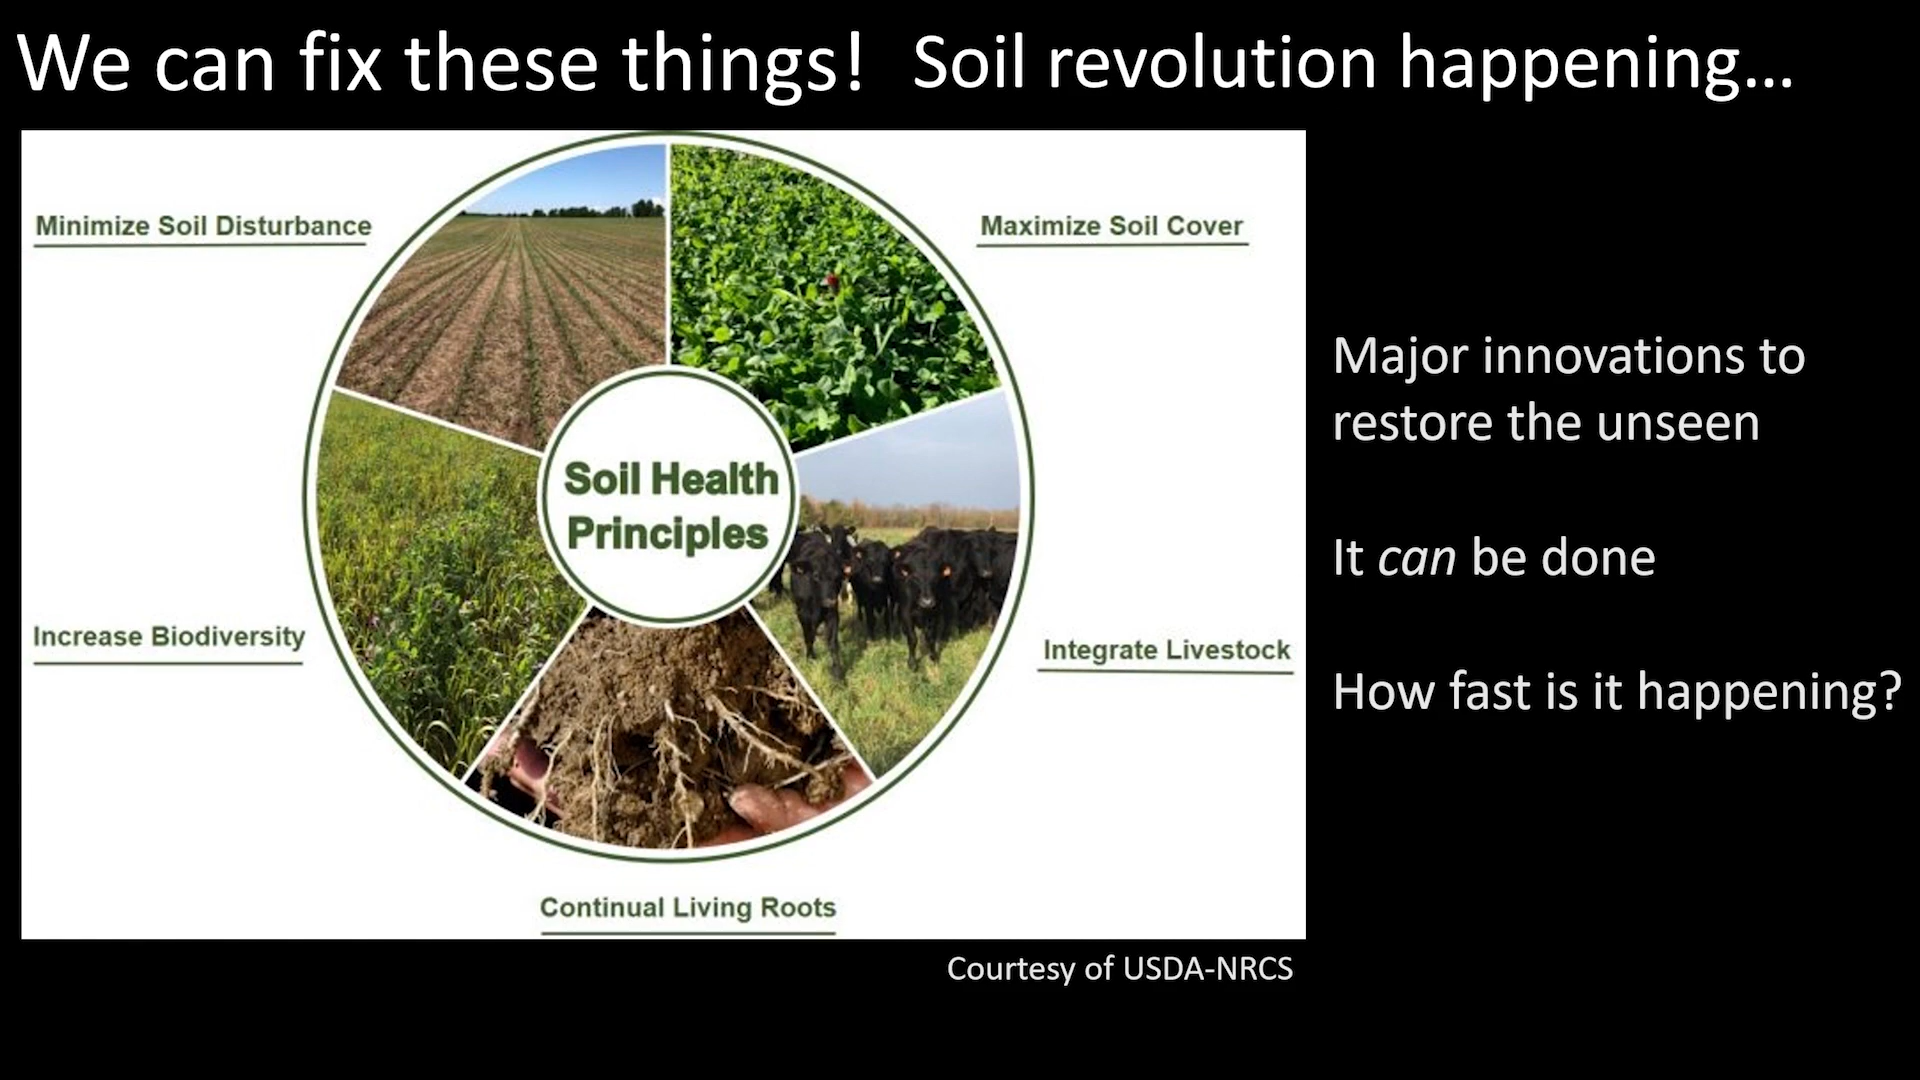 We can fix these things! Soil revolution happening...
Minimize Soil Disturbance
Maximize Soil Cover
Soil Health
Principles
Increase Biodiversity
Integrate Livestock
Continual Living Roots
Courtesy of USDA-NRCS
Major innovations to
restore the unseen
It can be done
How fast is it happening?